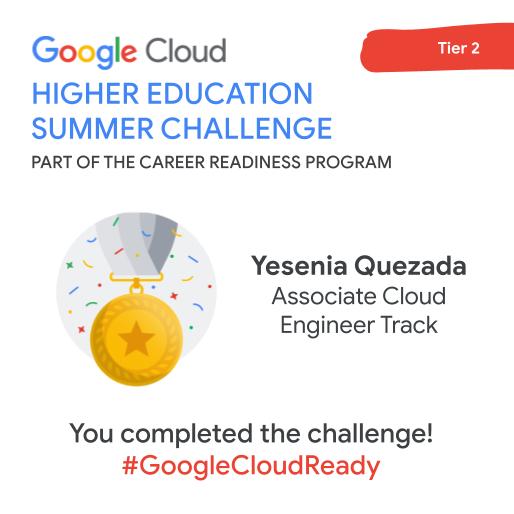 Google Cloud
Tier 2
HIGHER EDUCATION
SUMMER CHALLENGE
PART OF THE CAREER READINESS PROGRAM
Yesenia Quezada
Associate Cloud
Engineer Track
You completed the challenge!
#GoogleCloudReady